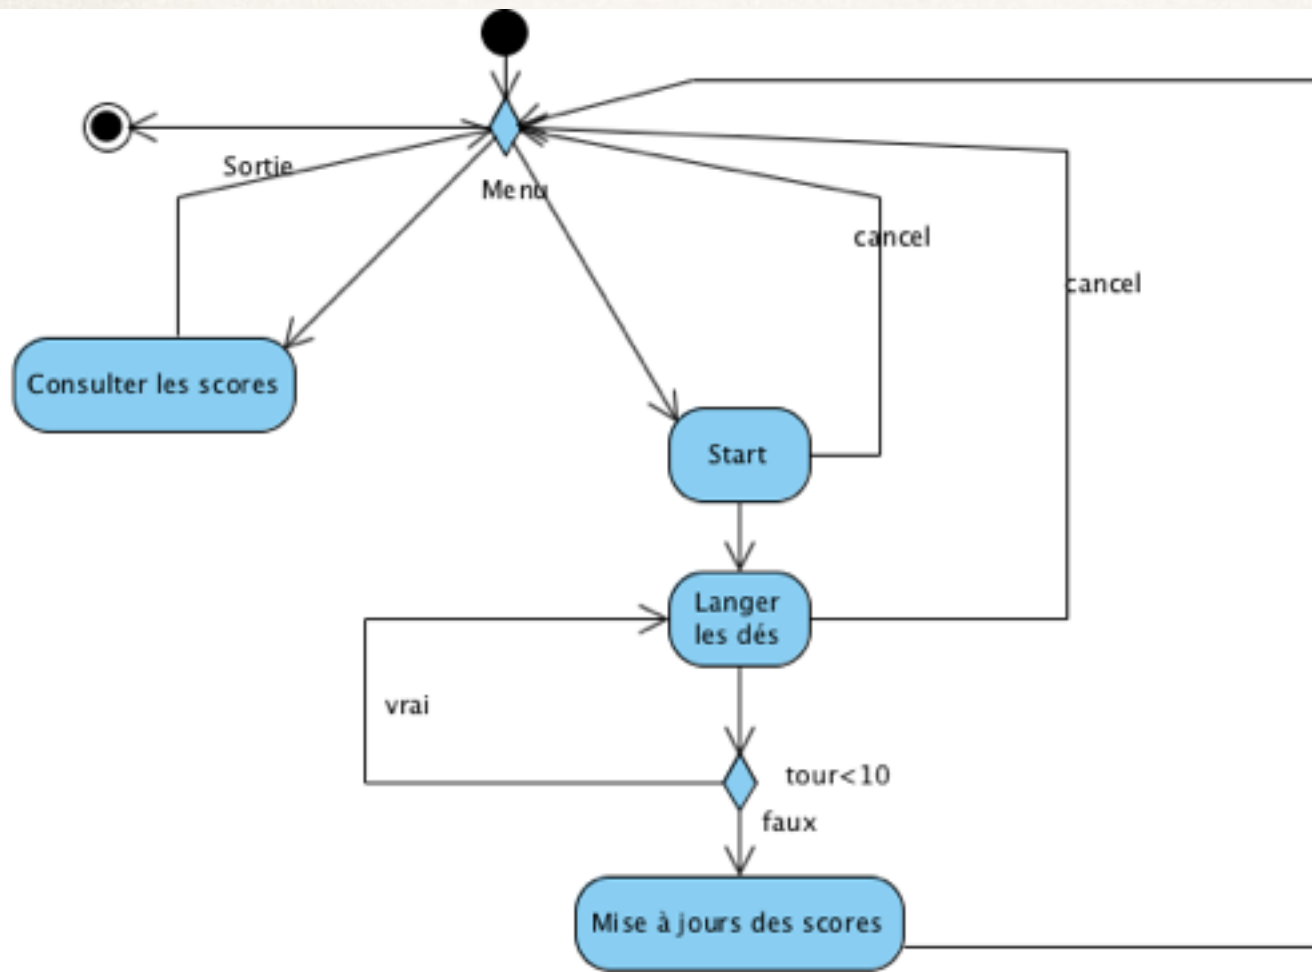 Sortie
Menu
cancel
cancel
Consulter les scores
Start
Langer
les dés
vrai
tour<10
faux
Mise à jours des scores